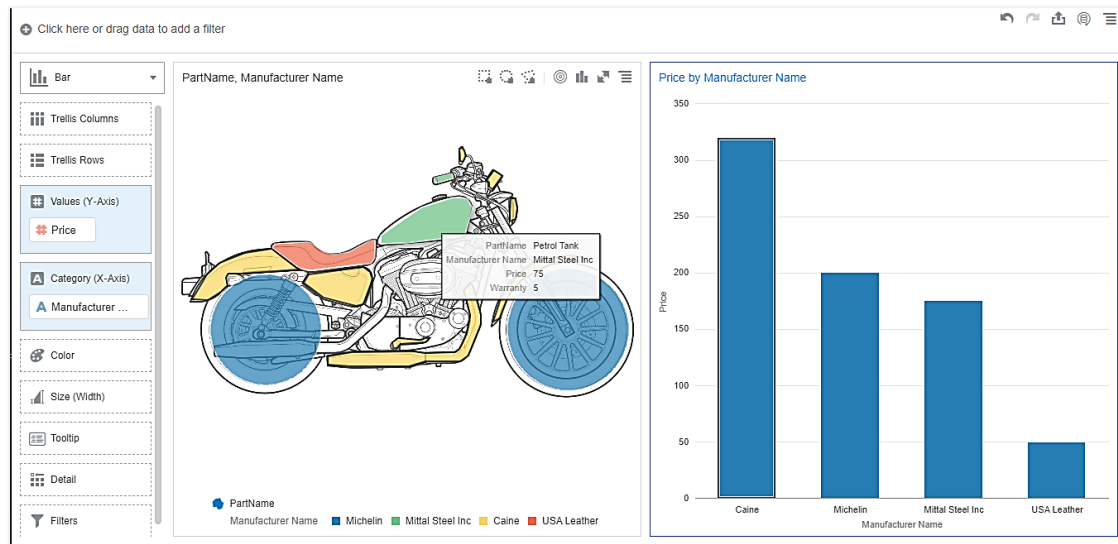 Click here or drag data to add a filter
Bar
Trellis Columns
Trellis Rows
Values (Y-Axis)
Price
Category (X-Axis)
Manufacturer ...
Color
Size (Width)
Tooltip
Detail
Filters
PartName, Manufacturer Name
PartName Petrol Tank
Manufacturer Name Mittal Steel Inc
Price 75
Warranty 5
PartName
Manufacturer Name Michelin Mittal Steel Inc Caine USA Leather
Price by Manufacturer Name
350
300
250
200
150
100
50
0
Price
Caine Michelin Mittal Steel Inc USA Leather
Manufacturer Name